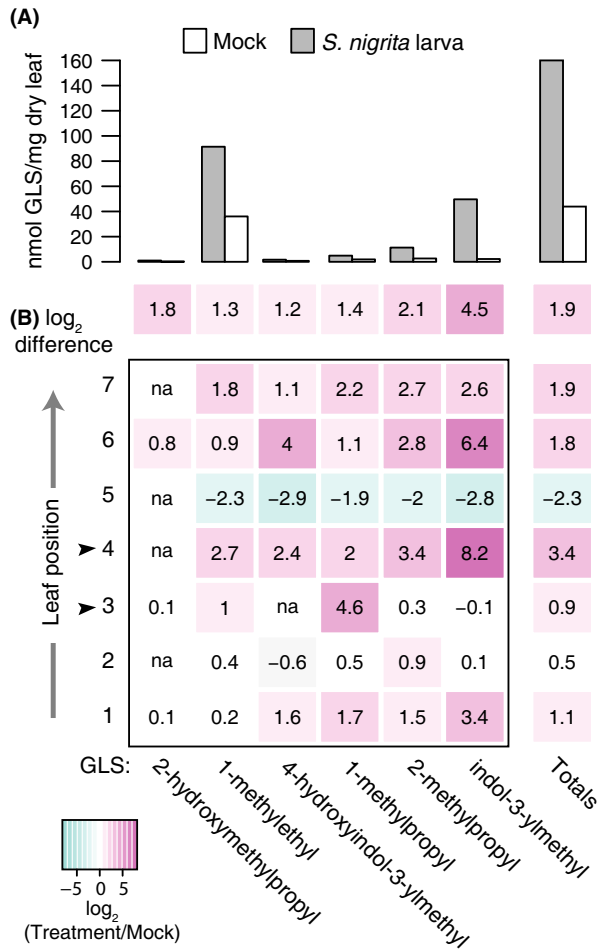 (A)
Mock S. nigrita larva
nmol GLS/mg dry leaf
160
140
120
100
80
60
40
20
0
(B) log2 difference
1.8 1.3 1.2 1.4 2.1 4.5 1.9
7 na 1.8 1.1 2.2 2.7 2.6 1.9
6 0.8 0.9 4 1.1 2.8 6.4 1.8
5 na −2.3 −2.9 −1.9 −2 −2.8 −2.3
4 na 2.7 2.4 2 3.4 8.2 3.4
3 0.1 1 na 4.6 0.3 −0.1 0.9
2 na 0.4 −0.6 0.5 0.9 0.1 0.5
1 0.1 0.2 1.6 1.7 1.5 3.4 1.1
Leaf position
GLS:
2-hydroxymethylpropyl
1-methylethyl
4-hydroxyindol-3-ylmethyl
1-methylpropyl
2-methylpropyl
indol-3-ylmethyl
Totals
−5 0 5
log2
(Treatment/Mock)